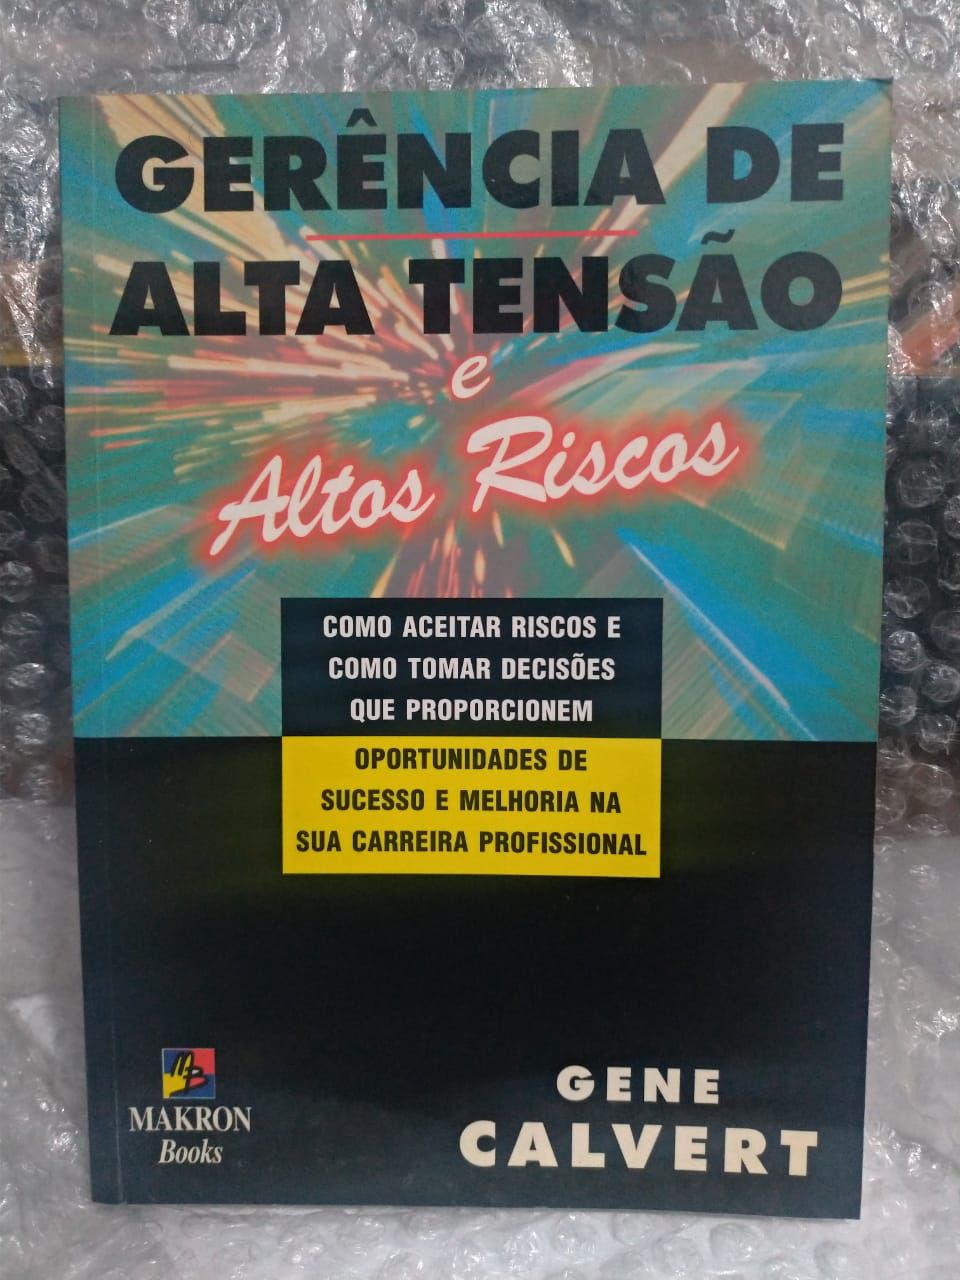 GERÊNCIA DE
ALTA TENSÃO
e
Altos Riscos
COMO ACEITAR RISCOS E
COMO TOMAR DECISÕES
QUE PROPORCIONEM
OPORTUNIDADES DE
SUCESSO E MELHORIA NA
SUA CARREIRA PROFISSIONAL
GENE
CALVERT
MB
MAKRON
Books